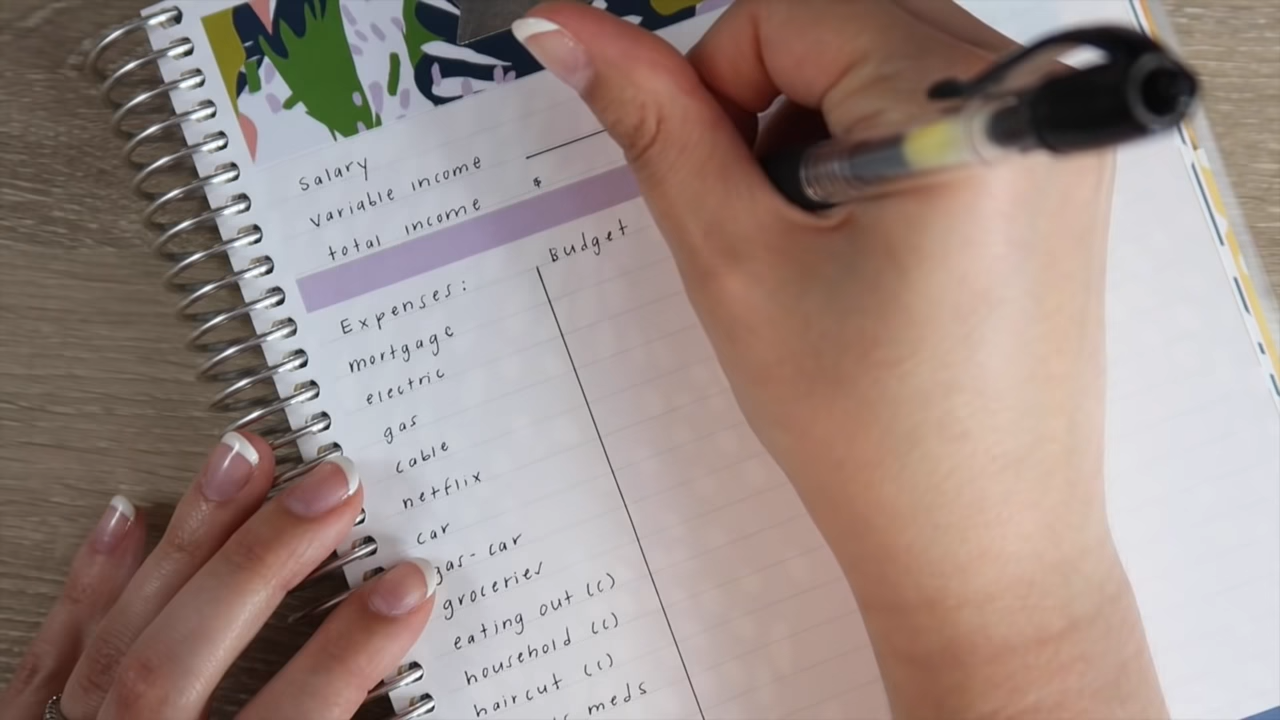 Salary
Variable income
total income $
Budget
Expenses:
mortgage
electric
gas
cable
netflix
car
gas-car
groceries
eating out (c)
household (c)
haircut (c)
meds